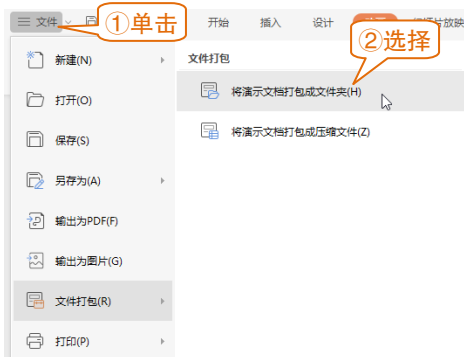 文件
①单击
开始
插入
设计
片放映
②选择
新建(N)
打开(O)
保存(S)
另存为(A)
输出为PDF(F)
输出为图片(G)
文件打包(R)
打印(P)
文件打包
将演示文档打包成文件夹(H)
将演示文档打包成压缩文件(Z)